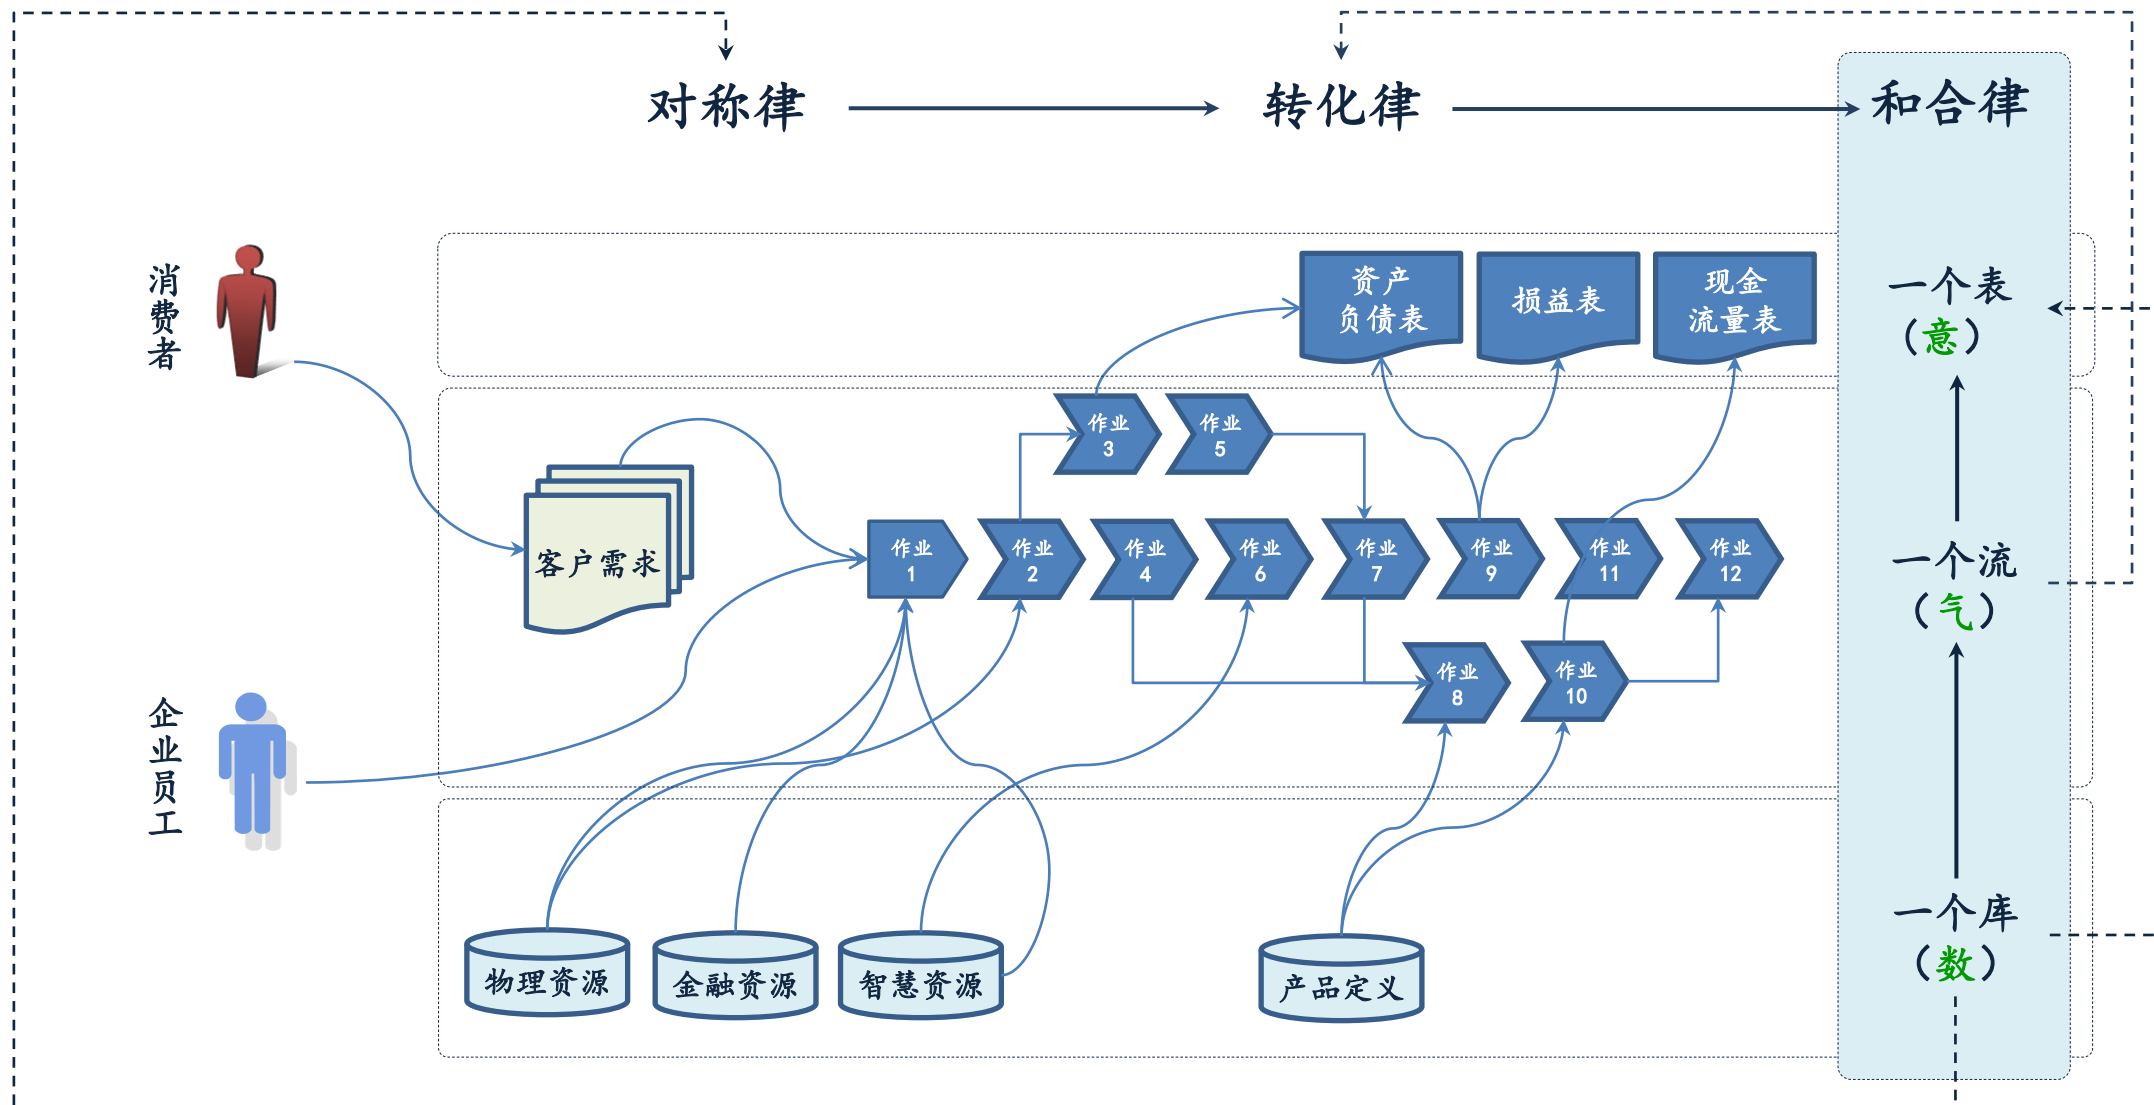 对称律
转化律
和合律
消费者
资产
负债表
损益表
现金
流量表
一个表
（意）
作业
3
作业
5
客户需求
作业
1
作业
2
作业
4
作业
6
作业
7
作业
9
作业
11
作业
12
一个流
（气）
企业员工
作业
8
作业
10
一个库
（数）
物理资源
金融资源
智慧资源
产品定义